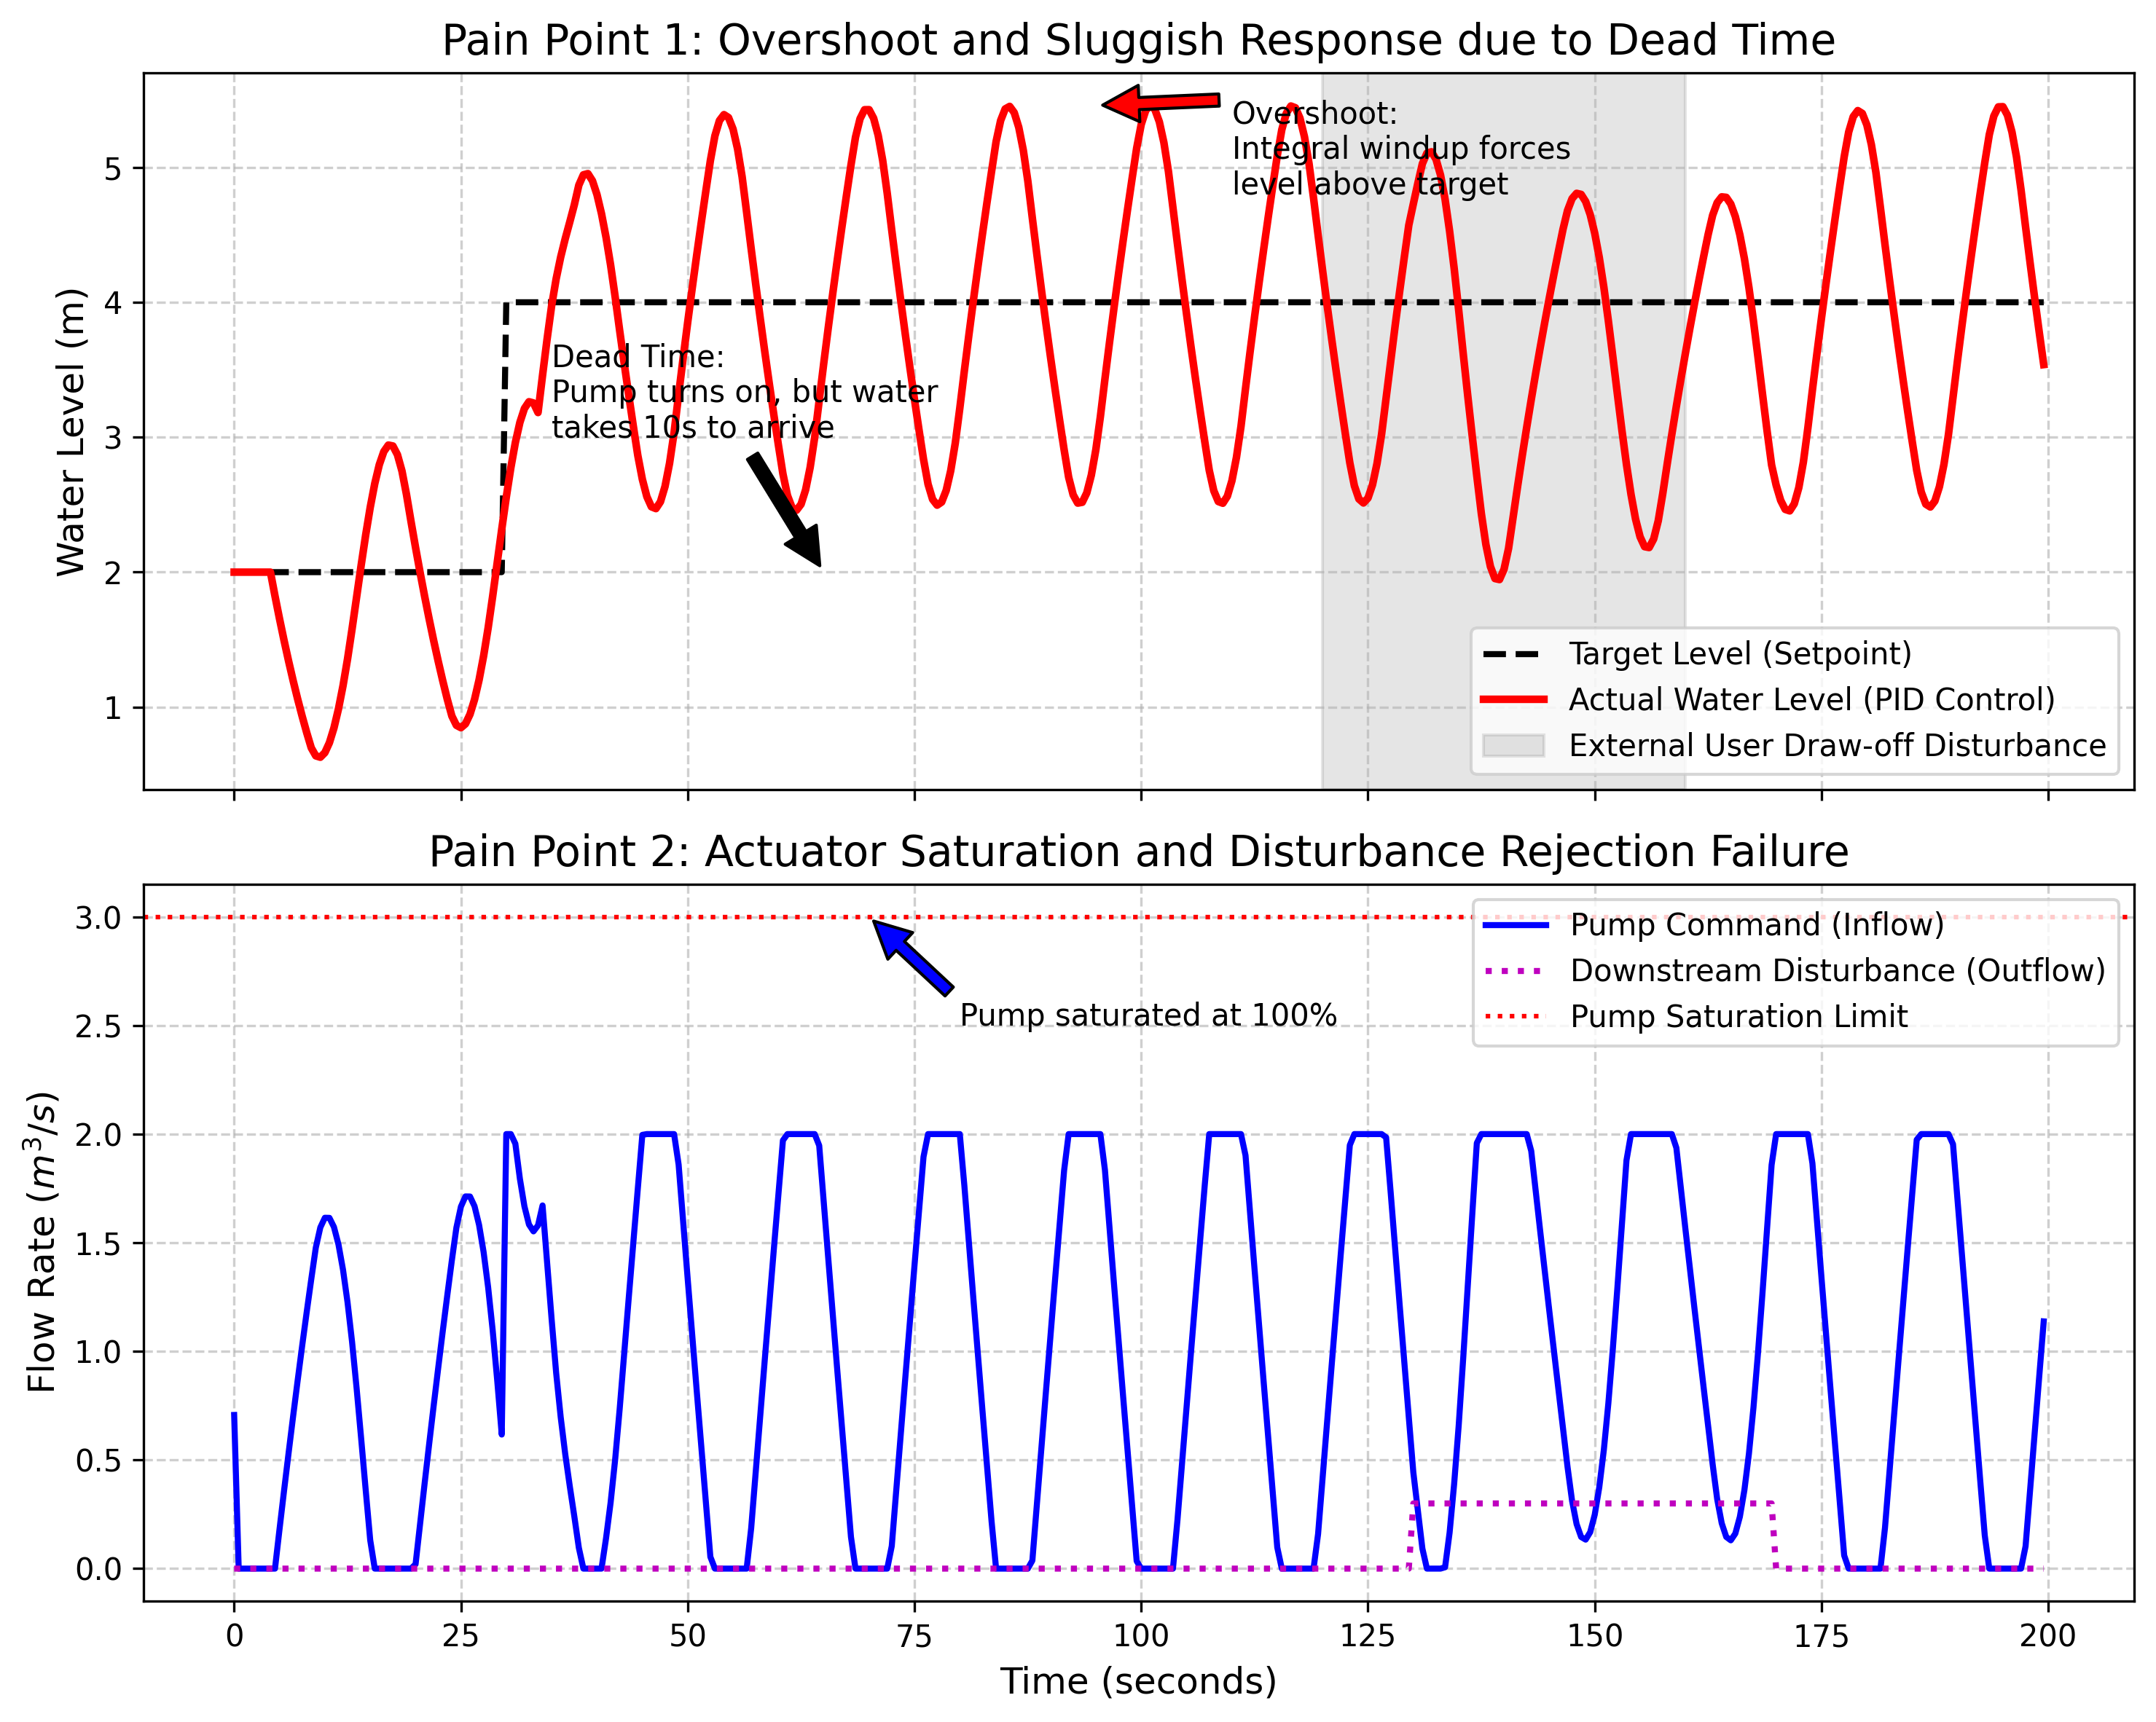 Pain Point 1: Overshoot and Sluggish Response due to Dead Time
Water Level (m)
5
4
3
2
1
Overshoot:
Integral windup forces
level above target
Dead Time:
Pump turns on, but water
takes 10s to arrive
Target Level (Setpoint)
Actual Water Level (PID Control)
External User Draw-off Disturbance
Pain Point 2: Actuator Saturation and Disturbance Rejection Failure
Flow Rate (m³/s)
3.0
2.5
2.0
1.5
1.0
0.5
0.0
Pump saturated at 100%
Pump Command (Inflow)
Downstream Disturbance (Outflow)
Pump Saturation Limit
0 25 50 75 100 125 150 175 200
Time (seconds)